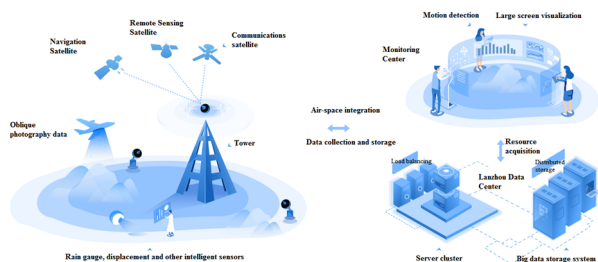 Remote Sensing
Satellite
Navigation
Satellite
Communications
satellite
Oblique
photography data
Tower
Rain gauge, displacement and other intelligent sensors
Air-space integration
Data collection and storage
Motion detection
Large screen visualization
Monitoring
Center
Resource
acquisition
Load balancing
Distributed
storage
Lanzhou Data
Center
Server cluster
Big data storage system